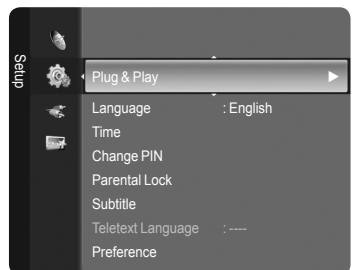 Setup
Plug & Play
Language : English
Time
Change PIN
Parental Lock
Subtitle
Teletext Language : ----
Preference